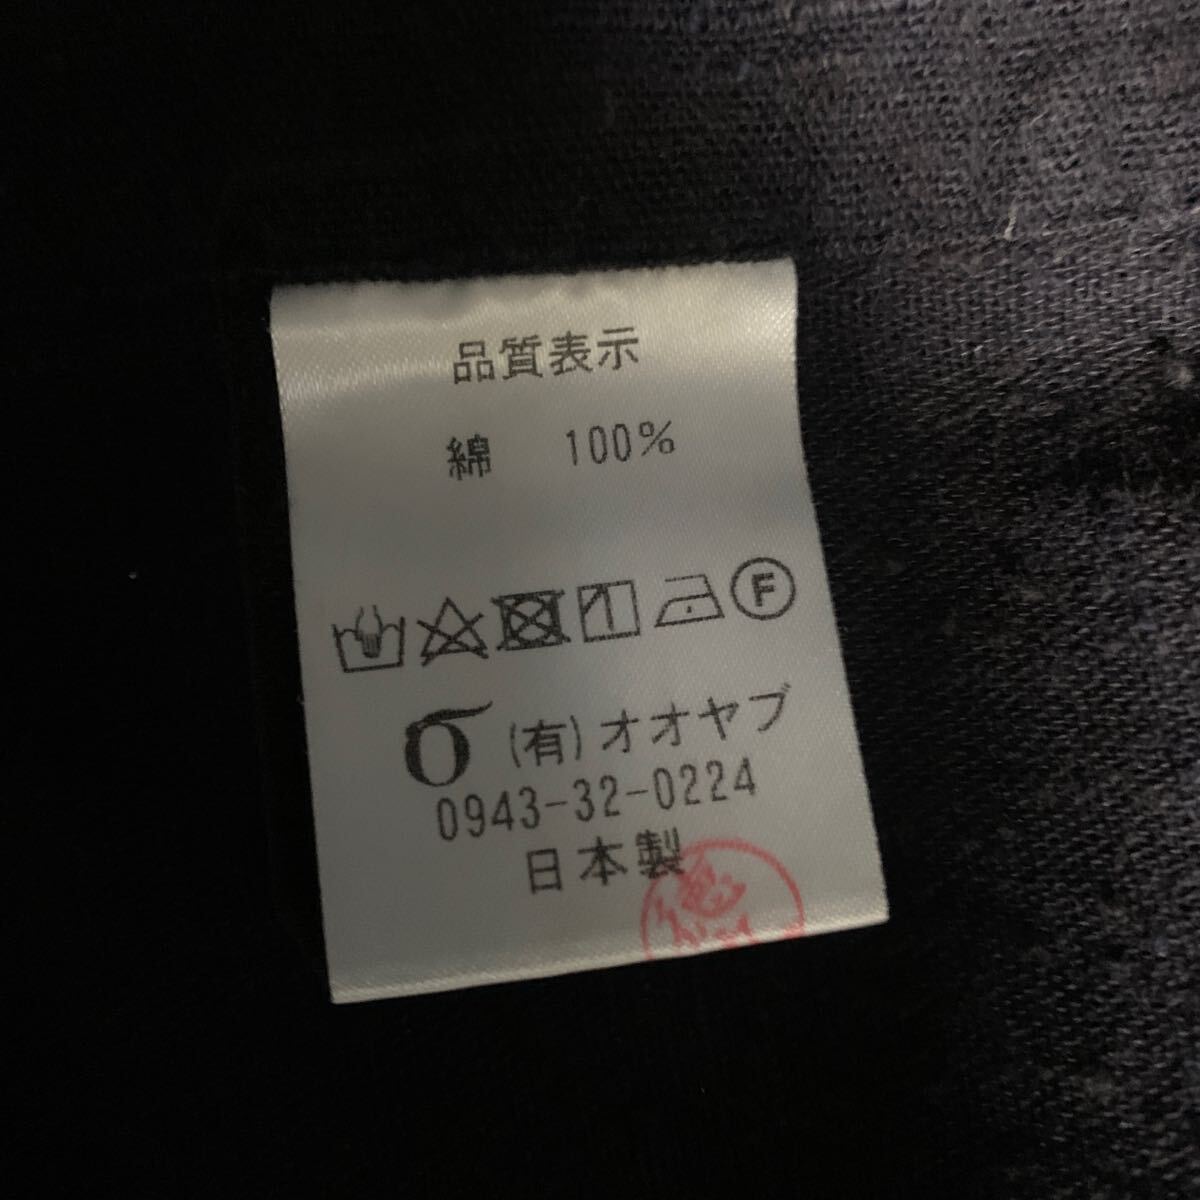 品質表示
綿 100%
F
(有)オオヤブ
0943-32-0224
日本製